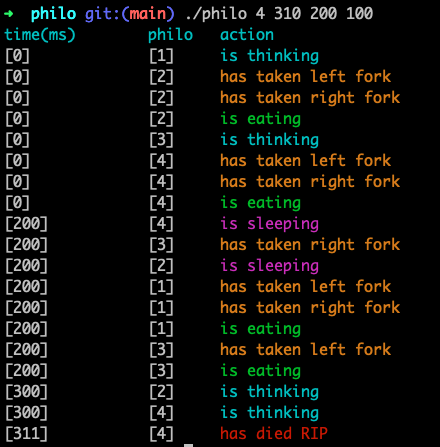 ➜ philo git:(main) ./philo 4 310 200 100
time(ms) philo action
[0] [1] is thinking
[0] [2] has taken left fork
[0] [2] has taken right fork
[0] [2] is eating
[0] [3] is thinking
[0] [4] has taken left fork
[0] [4] has taken right fork
[0] [4] is eating
[200] [4] is sleeping
[200] [3] has taken right fork
[200] [2] is sleeping
[200] [1] has taken left fork
[200] [1] has taken right fork
[200] [1] is eating
[200] [3] has taken left fork
[200] [3] is eating
[300] [2] is thinking
[300] [4] is thinking
[311] [4] has died RIP